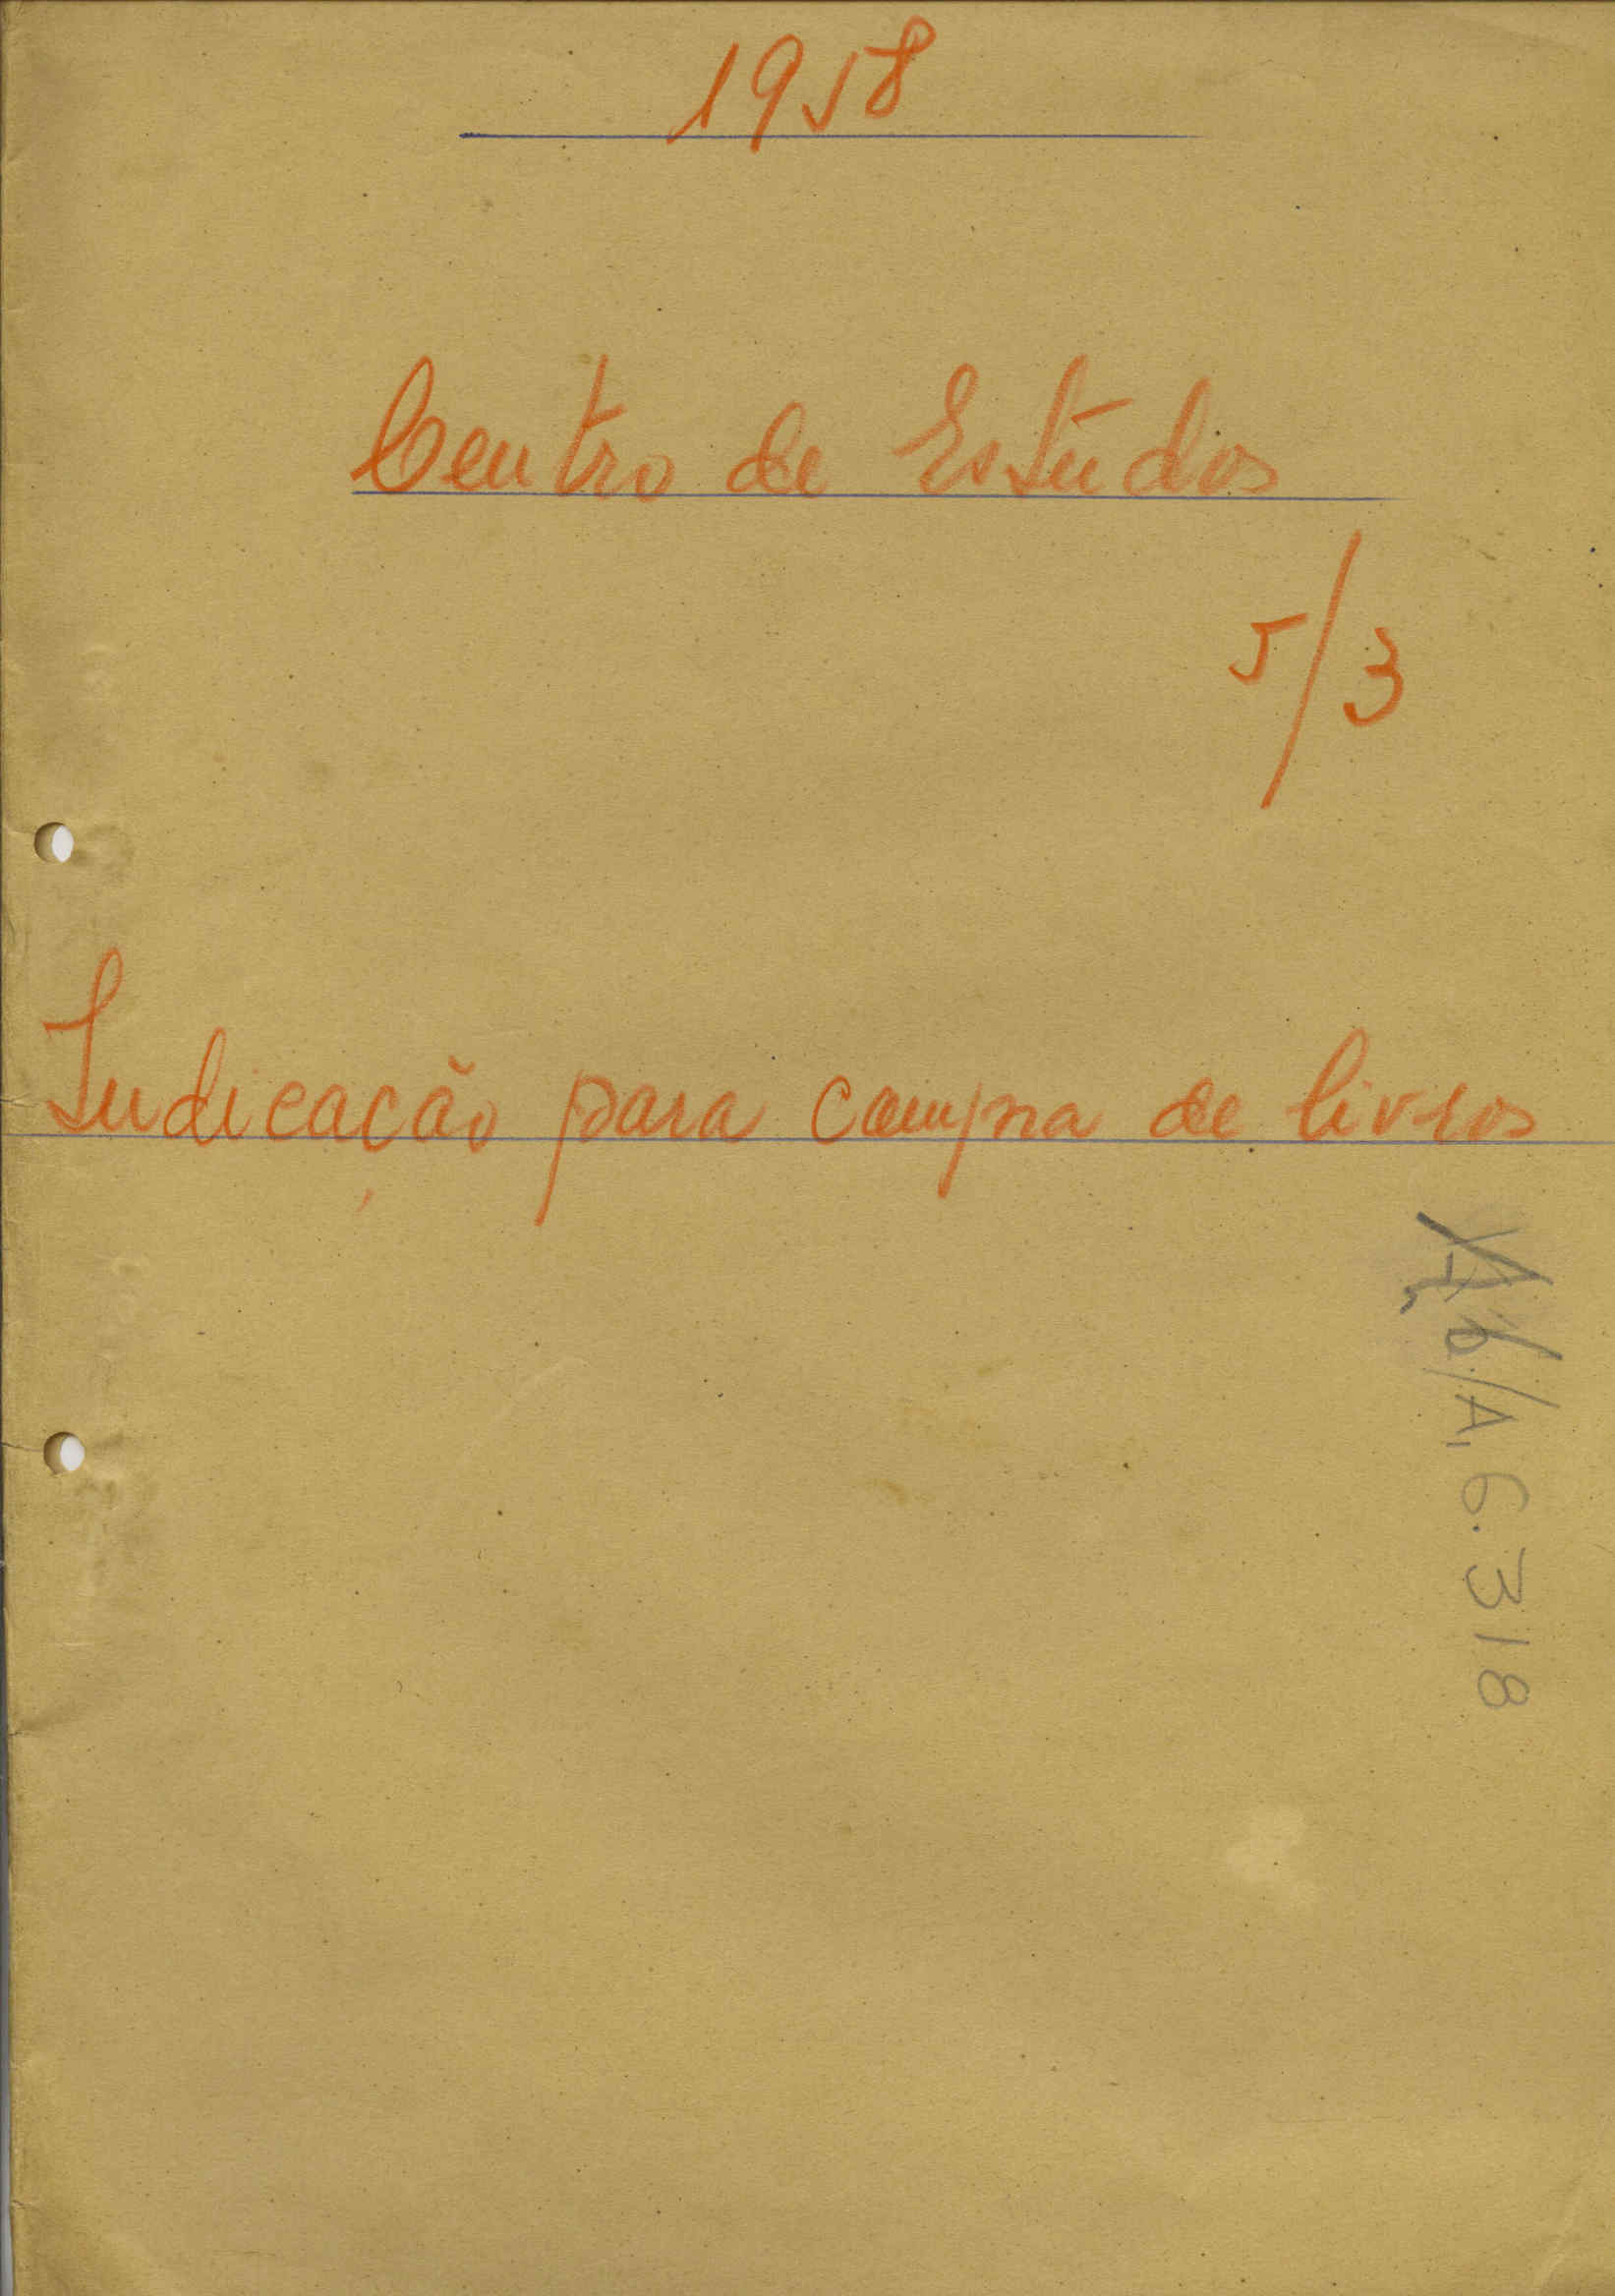 1958
Centro de Estudos
5/3
Indicação para compra de livros
A. 6. 318